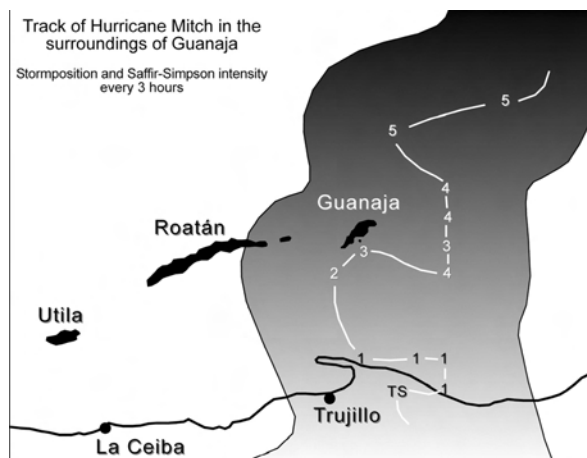 Track of Hurricane Mitch in the
surroundings of Guanaja
Stormposition and Saffir-Simpson intensity
every 3 hours
5
5
4
Guanaja
4
Roatán
3
3
2
4
Utila
1
1
1
TS
1
Trujillo
La Ceiba